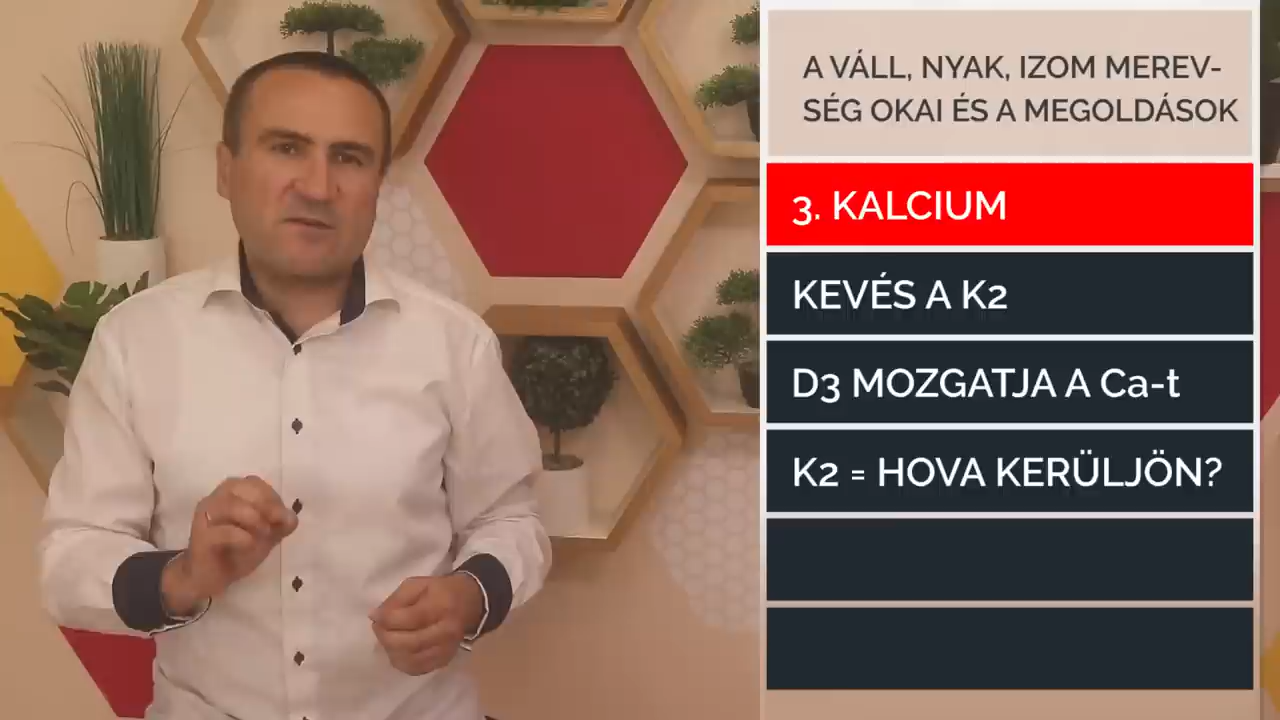 A VÁLL, NYAK, IZOM MEREV-
SÉG OKAI ÉS A MEGOLDÁSOK
3. KALCIUM
KEVÉS A K2
D3 MOZGATJA A Ca-t
K2 = HOVA KERÜLJÖN?